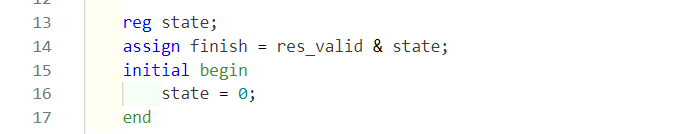 13 reg state;
14 assign finish = res_valid & state;
15 initial begin
16 state = 0;
17 end